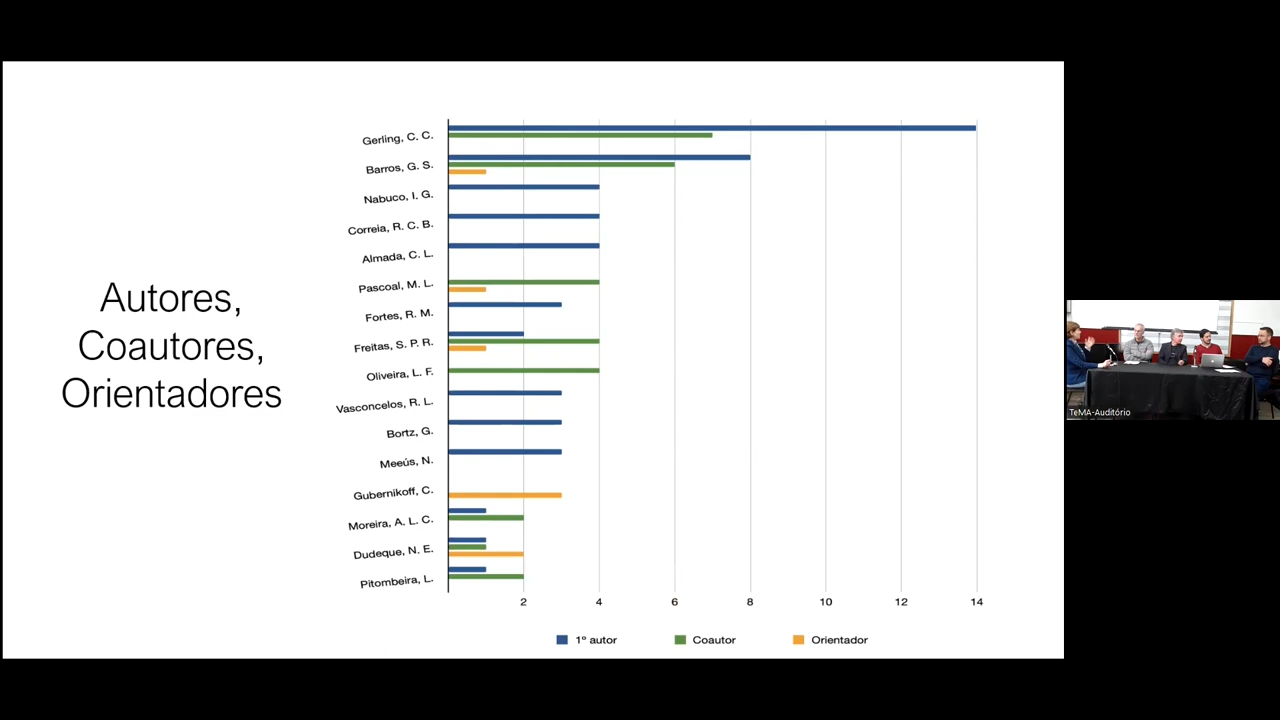 Autores,
Coautores,
Orientadores
Gerling, C. C.
Barros, G. S.
Nabuco, I. G.
Correia, R. C. B.
Almada, C. L.
Pascoal, M. L.
Fortes, R. M.
Freitas, S. P. R.
Oliveira, L. F.
Vasconcelos, R. L.
Bortz, G.
Meeús, N.
Gubernikoff, C.
Moreira, A. L. C.
Dudeque, N. E.
Pitombeira, L.
2 4 6 8 10 12 14
1º autor Coautor Orientador
TeMA-Auditório